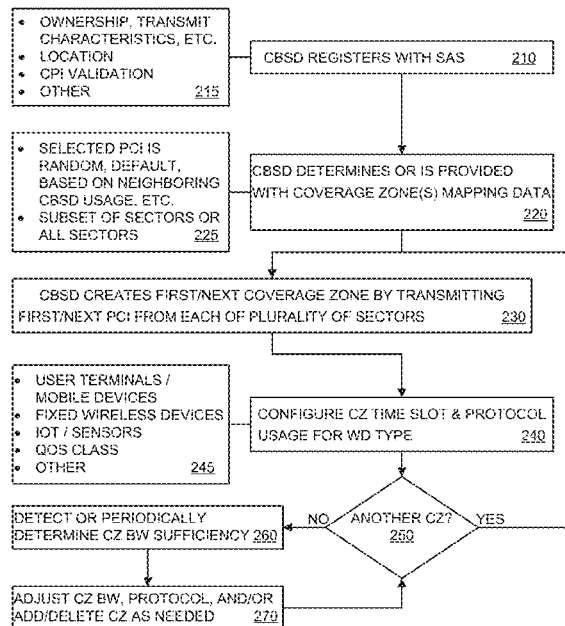 • OWNERSHIP, TRANSMIT
CHARACTERISTICS, ETC.
• LOCATION
• CPI VALIDATION
• OTHER 215
CBSD REGISTERS WITH SAS 210
• SELECTED PCI IS
RANDOM, DEFAULT,
BASED ON NEIGHBORING
CBSD USAGE, ETC.
• SUBSET OF SECTORS OR
ALL SECTORS 225
CBSD DETERMINES OR IS PROVIDED
WITH COVERAGE ZONE(S) MAPPING DATA
220
CBSD CREATES FIRST/NEXT COVERAGE ZONE BY TRANSMITTING
FIRST/NEXT PCI FROM EACH OF PLURALITY OF SECTORS 230
• USER TERMINALS /
MOBILE DEVICES
• FIXED WIRELESS DEVICES
• IOT / SENSORS
• QOS CLASS
• OTHER 245
CONFIGURE CZ TIME SLOT & PROTOCOL
USAGE FOR WD TYPE 240
ANOTHER CZ?
250
NO
YES
DETECT OR PERIODICALLY
DETERMINE CZ BW SUFFICIENCY 260
ADJUST CZ BW, PROTOCOL, AND/OR
ADD/DELETE CZ AS NEEDED 270